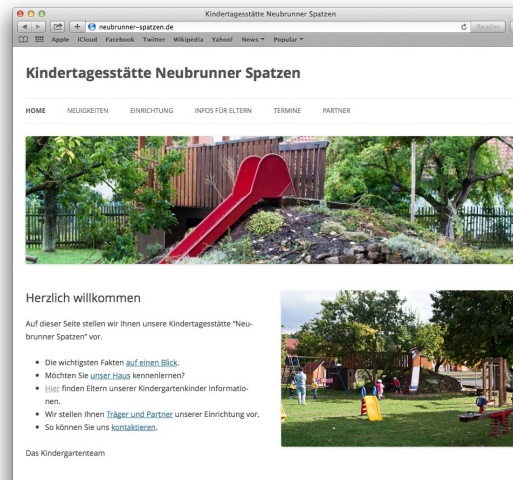 Kindertagesstätte Neubrunner Spatzen
neubrunner-spatzen.de
Reader
Apple iCloud Facebook Twitter Wikipedia Yahoo! News Popular
Kindertagesstätte Neubrunner Spatzen
HOME NEUIGKEITEN EINRICHTUNG INFOS FÜR ELTERN TERMINE PARTNER
Herzlich willkommen
Auf dieser Seite stellen wir Ihnen unsere Kindertagesstätte “Neu-
brunner Spatzen” vor.
Die wichtigsten Fakten auf einen Blick.
Möchten Sie unser Haus kennenlernen?
Hier finden Eltern unserer Kindergartenkinder Informatio-
nen.
Wir stellen Ihnen Träger und Partner unserer Einrichtung vor.
So können Sie uns kontaktieren.
Das Kindergartenteam